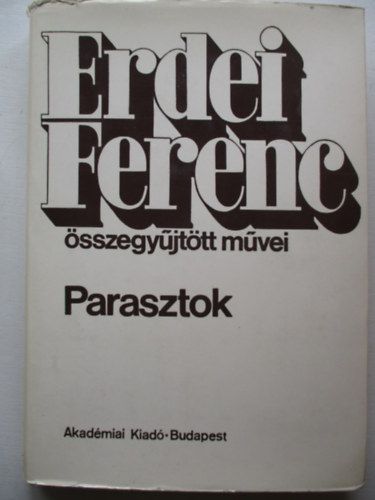 Erdei
Ferenc
összegyűjtött művei
Parasztok
Akadémiai Kiadó·Budapest